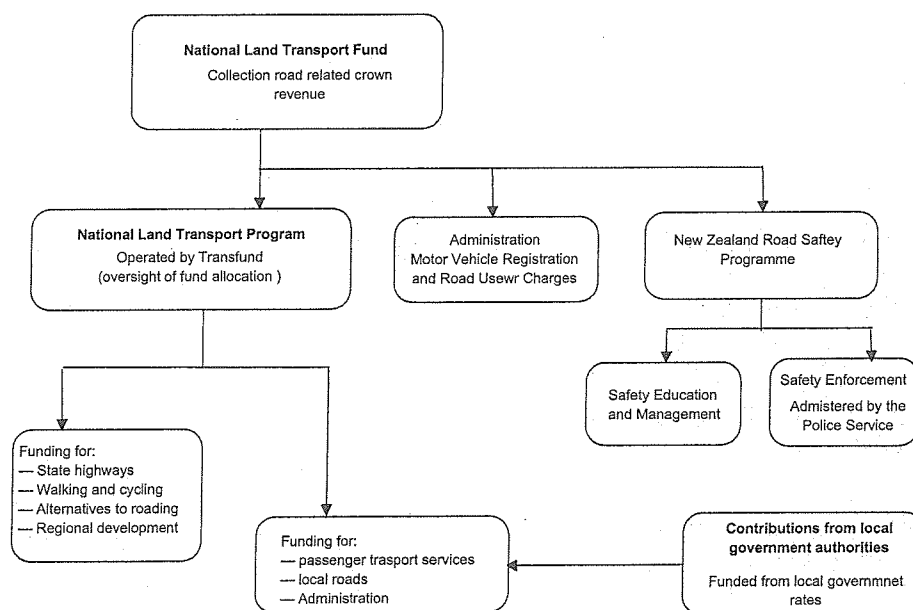 National Land Transport Fund
Collection road related crown
revenue
National Land Transport Program
Operated by Transfund
(oversight of fund allocation )
Administration
Motor Vehicle Registration
and Road Usewr Charges
New Zealand Road Saftey
Programme
Safety Education
and Management
Safety Enforcement
Admistered by the
Police Service
Funding for:
— State highways
— Walking and cycling
— Alternatives to roading
— Regional development
Funding for:
— passenger trasport services
— local roads
— Administration
Contributions from local
government authorities
Funded from local governmnet
rates